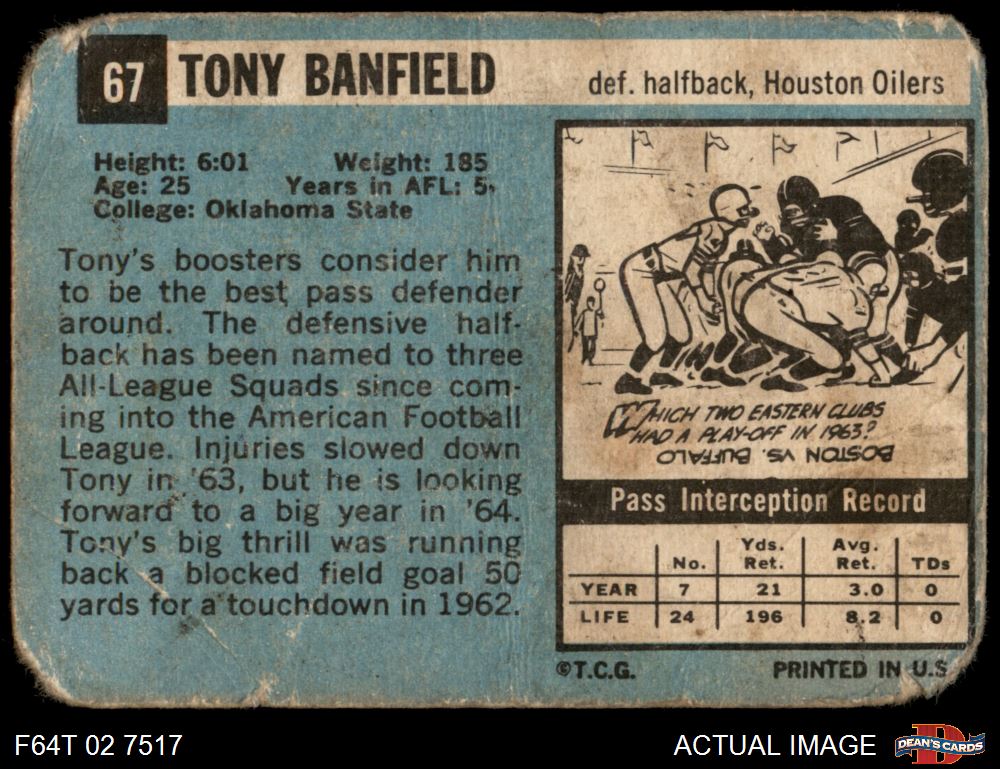 67 TONY BANFIELD def. halfback, Houston Oilers
Height: 6:01 Weight: 185
Age: 25 Years in AFL: 5
College: Oklahoma State
Tony's boosters consider him
to be the best pass defender
around. The defensive half-
back has been named to three
All-League Squads since com-
ing into the American Football
League. Injuries slowed down
Tony in '63, but he is looking
forward to a big year in '64.
Tony's big thrill was running
back a blocked field goal 50
yards for a touchdown in 1962.
WHICH TWO EASTERN CLUBS
HAD A PLAY-OFF IN 1963?
BOSTON VS. BUFFALO
Pass Interception Record
No. Yds. Ret. Avg. Ret. TDs
YEAR 7 21 3.0 0
LIFE 24 196 8.2 0
©T.C.G. PRINTED IN U.S
F64T 02 7517 ACTUAL IMAGE DEAN'S CARDS